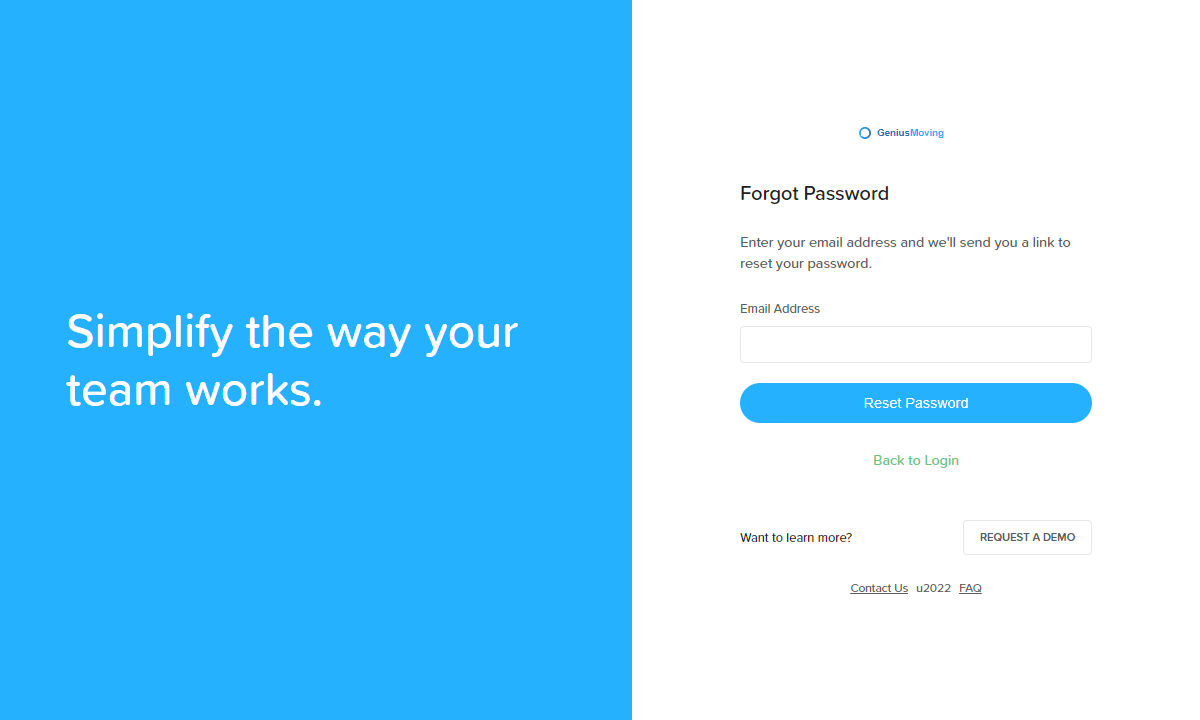 Simplify the way your
team works.
GeniusMoving
Forgot Password
Enter your email address and we'll send you a link to
reset your password.
Email Address
Reset Password
Back to Login
Want to learn more?
REQUEST A DEMO
Contact Us u2022 FAQ